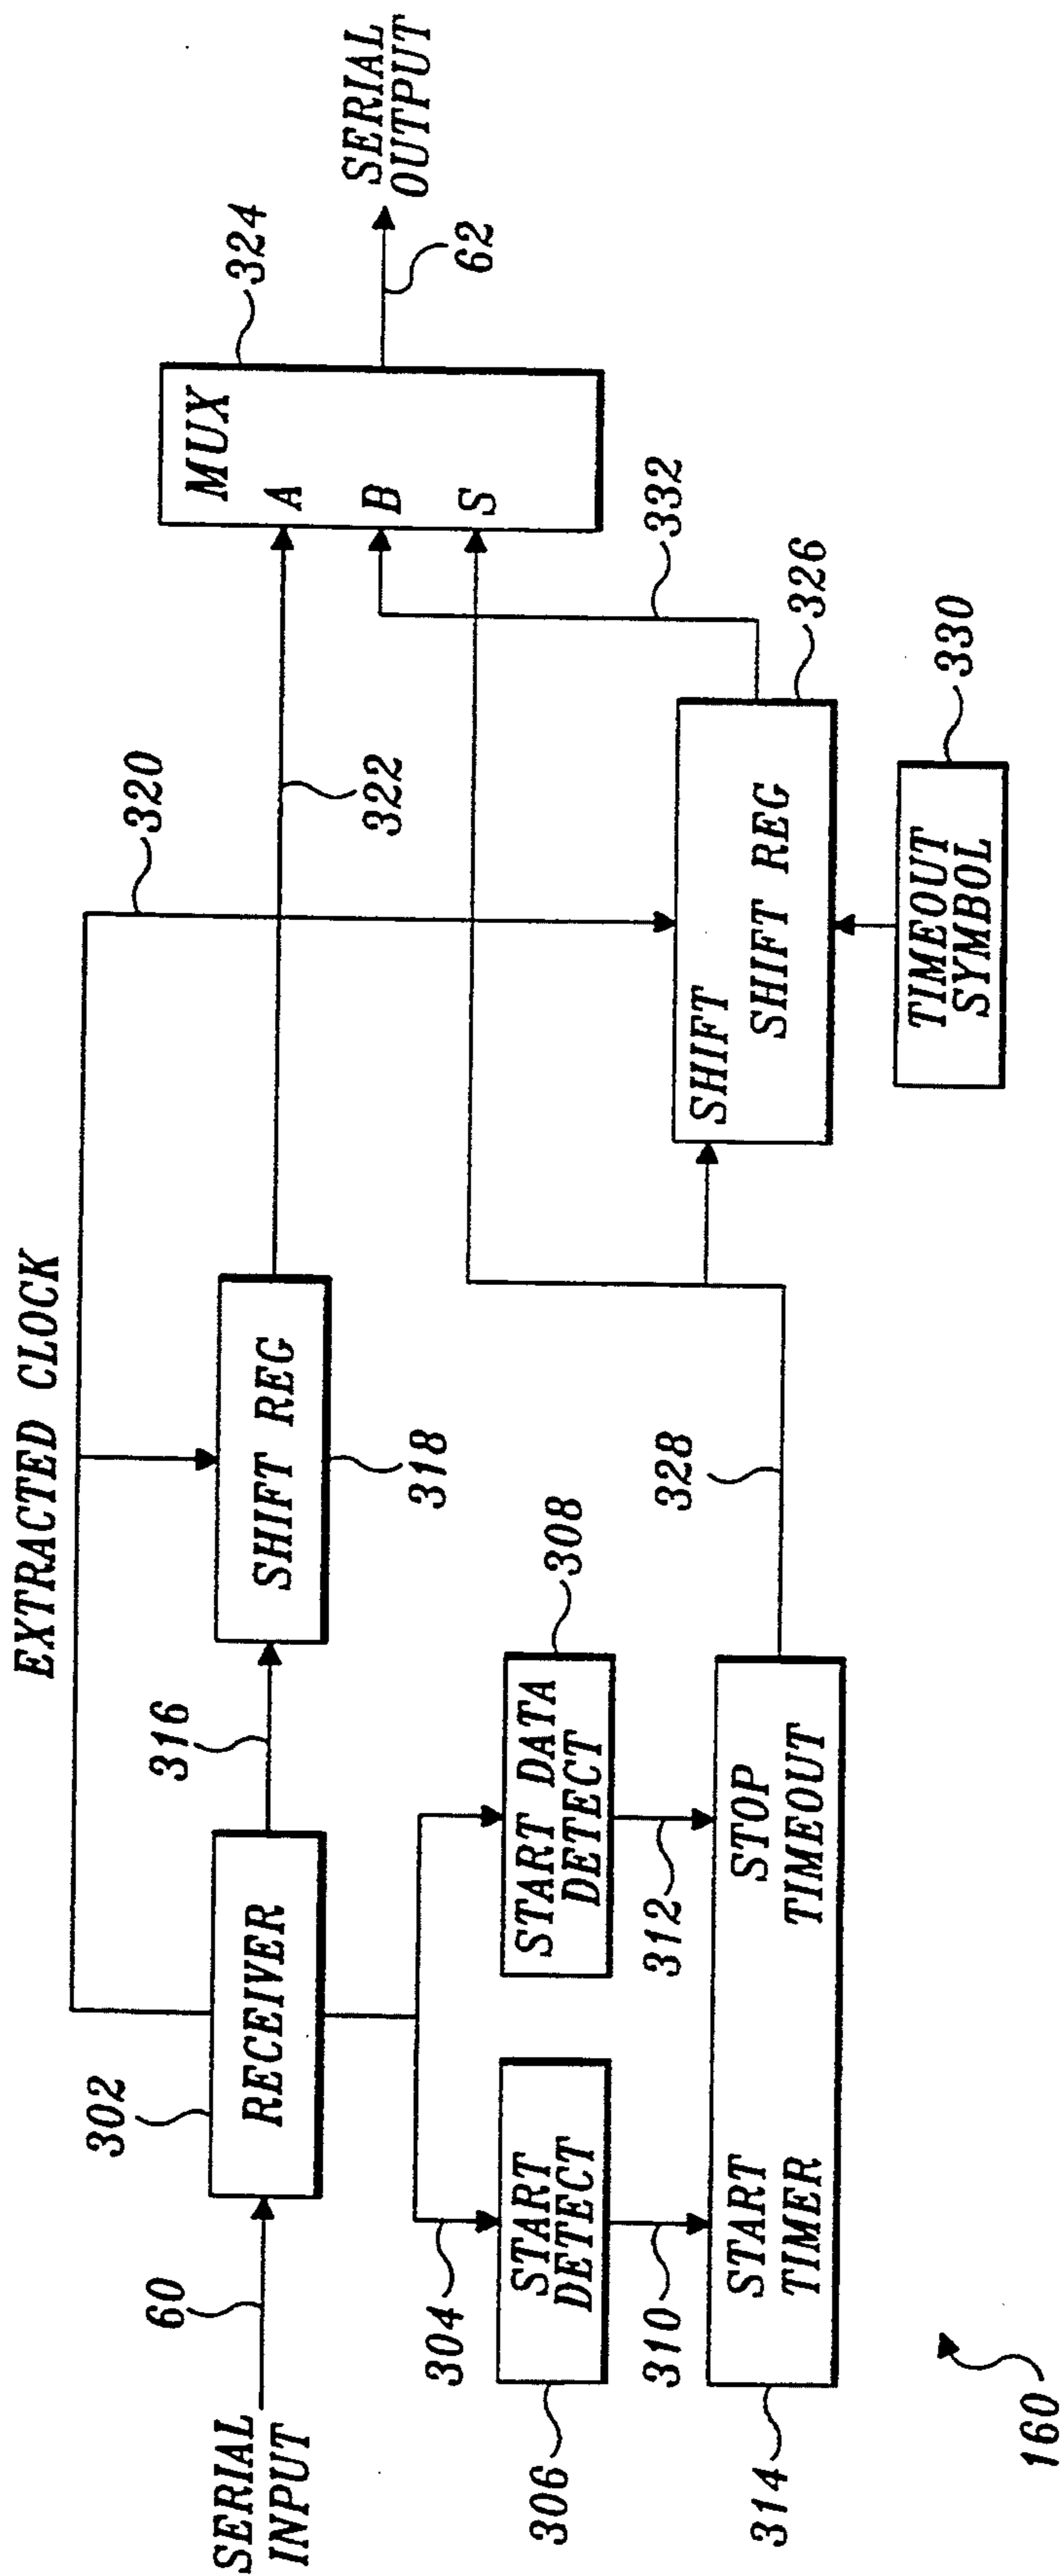 EXTRACTED CLOCK
320
SERIAL
INPUT
60
302
RECEIVER
316
SHIFT REG
318
322
MUX
A
B
S
324
SERIAL
OUTPUT
62
304
START
DETECT
306
START DATA
DETECT
308
310
312
START
TIMER
STOP
TIMEOUT
314
328
SHIFT
SHIFT REG
326
332
TIMEOUT
SYMBOL
330
160